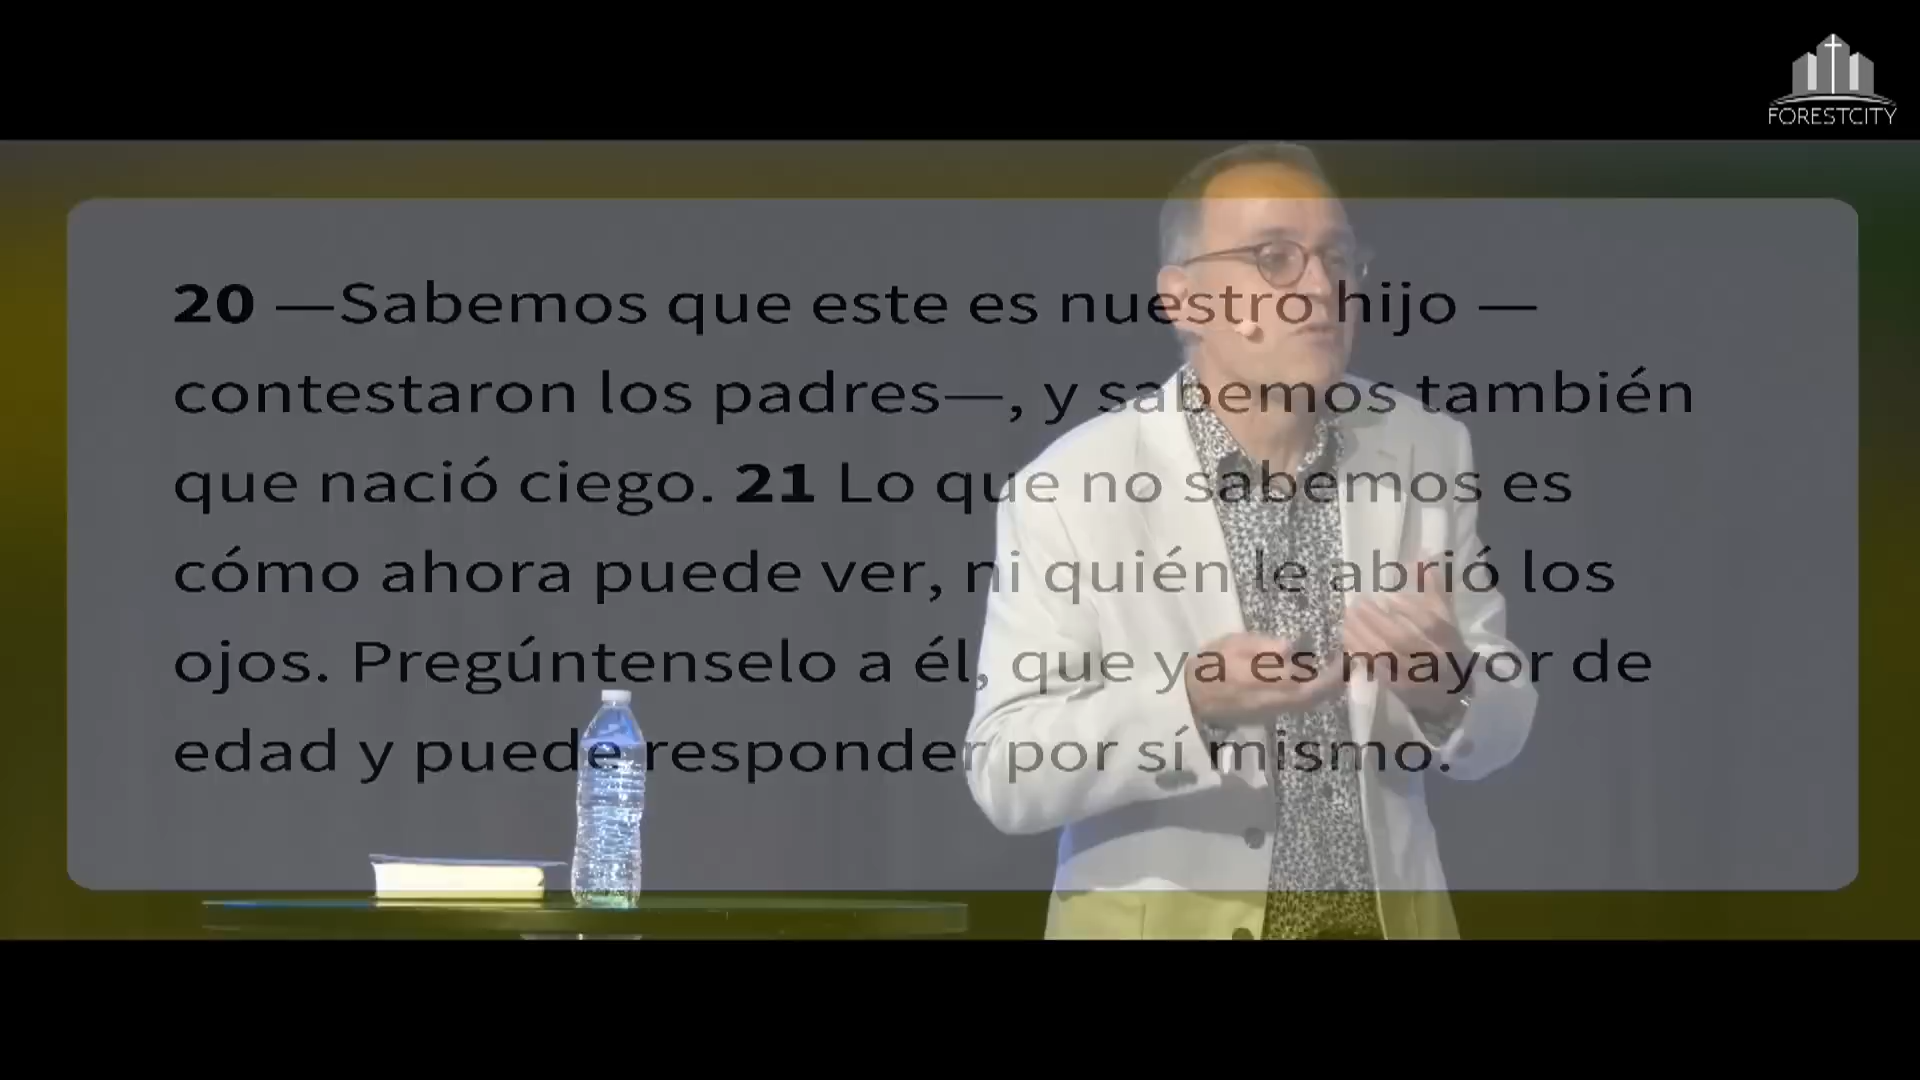 FORESTCITY
20 —Sabemos que este es nuestro hijo —
contestaron los padres—, y sabemos también
que nació ciego. 21 Lo que no sabemos es
cómo ahora puede ver, ni quién le abrió los
ojos. Pregúntenselo a él, que ya es mayor de
edad y puede responder por sí mismo.